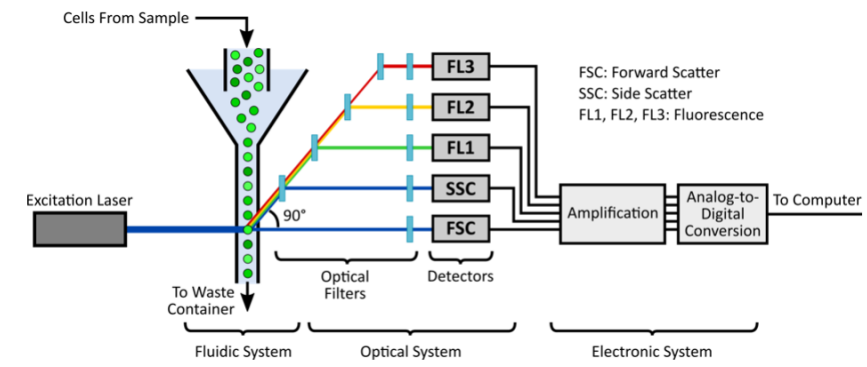 Cells From Sample
FL3
FSC: Forward Scatter
SSC: Side Scatter
FL1, FL2, FL3: Fluorescence
FL2
FL1
Excitation Laser
SSC
90°
FSC
Amplification
Analog-to-
Digital
Conversion
To Computer
To Waste
Container
Optical
Filters
Detectors
Fluidic System
Optical System
Electronic System